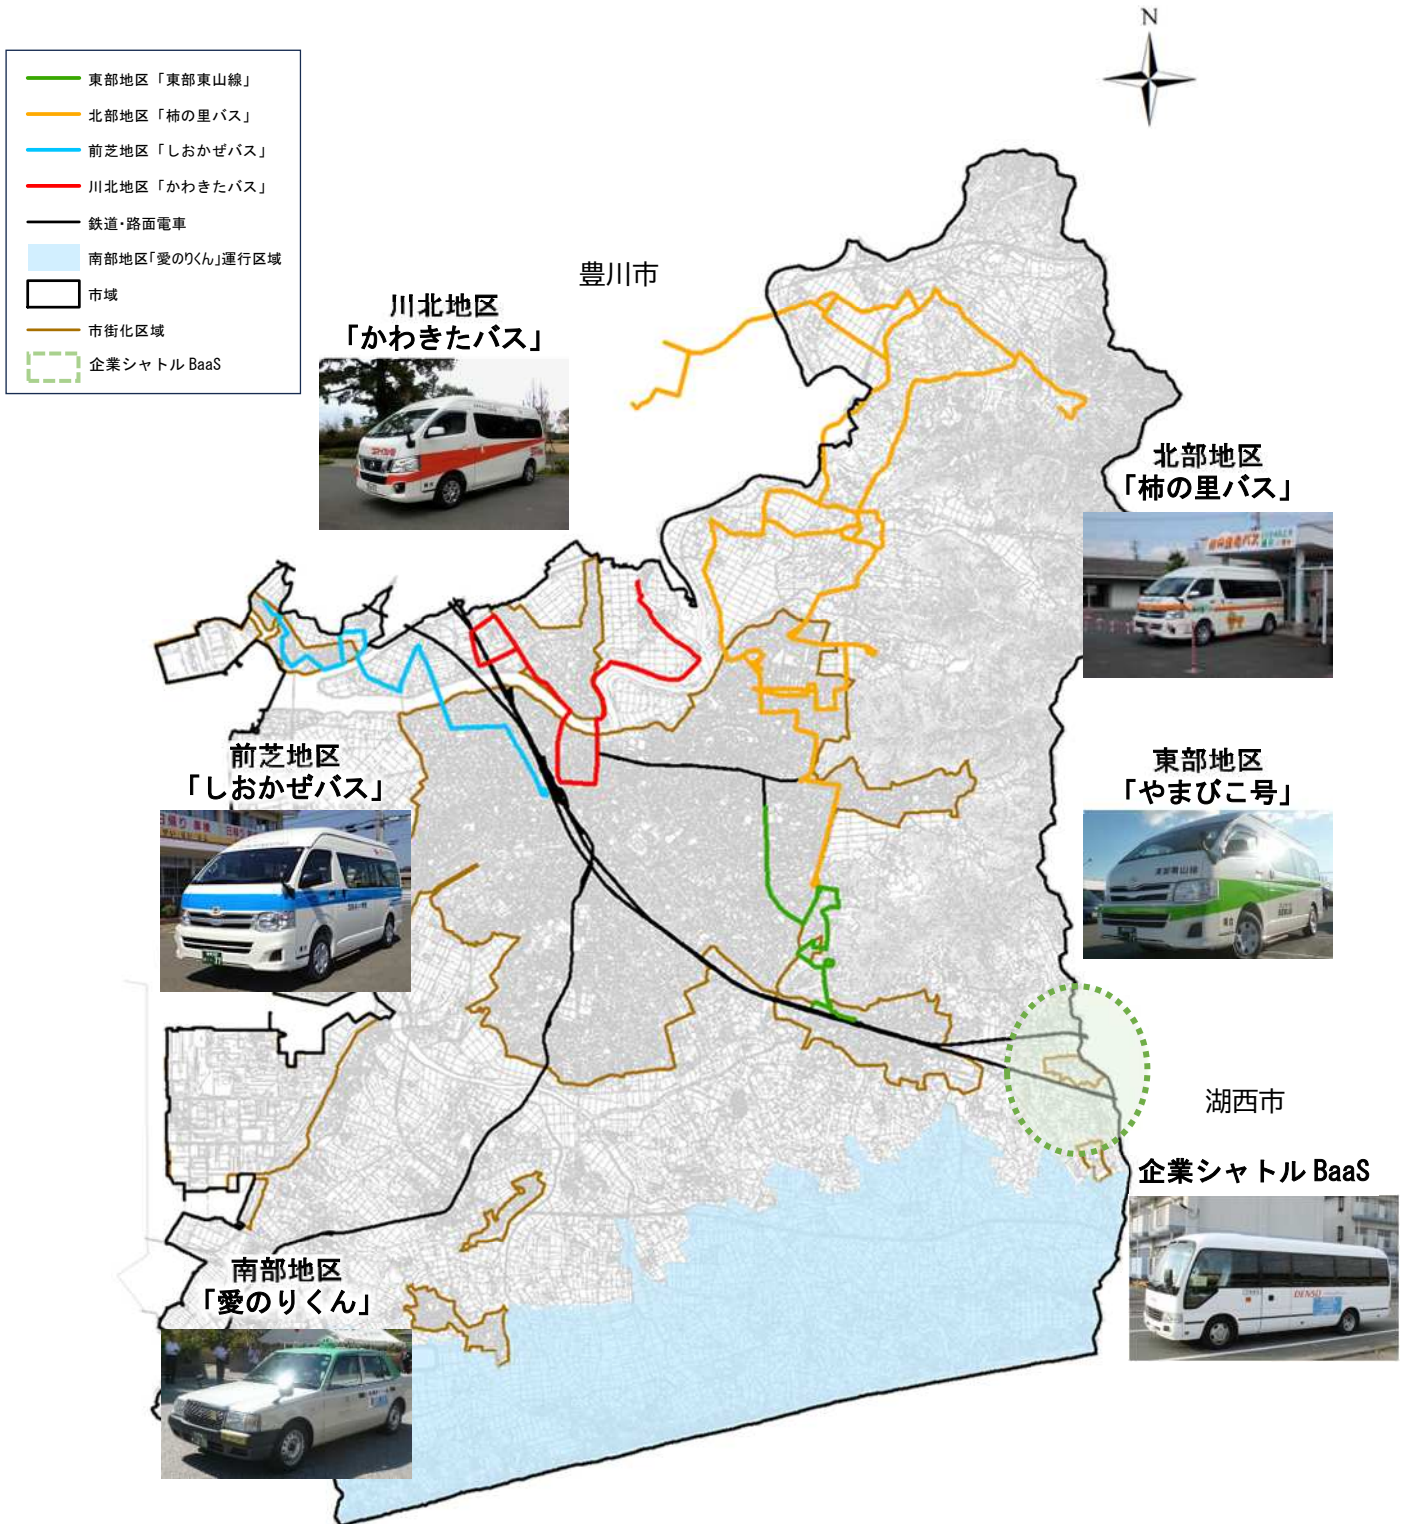 N
東部地区「東部東山線」
北部地区「柿の里バス」
前芝地区「しおかぜバス」
川北地区「かわきたバス」
鉄道・路面電車
南部地区「愛のりくん」運行区域
市域
市街化区域
企業シャトル BaaS
豊川市
川北地区
「かわきたバス」
北部地区
「柿の里バス」
前芝地区
「しおかぜバス」
東部地区
「やまびこ号」
東部東山線
湖西市
企業シャトル BaaS
DENSO
南部地区
「愛のりくん」